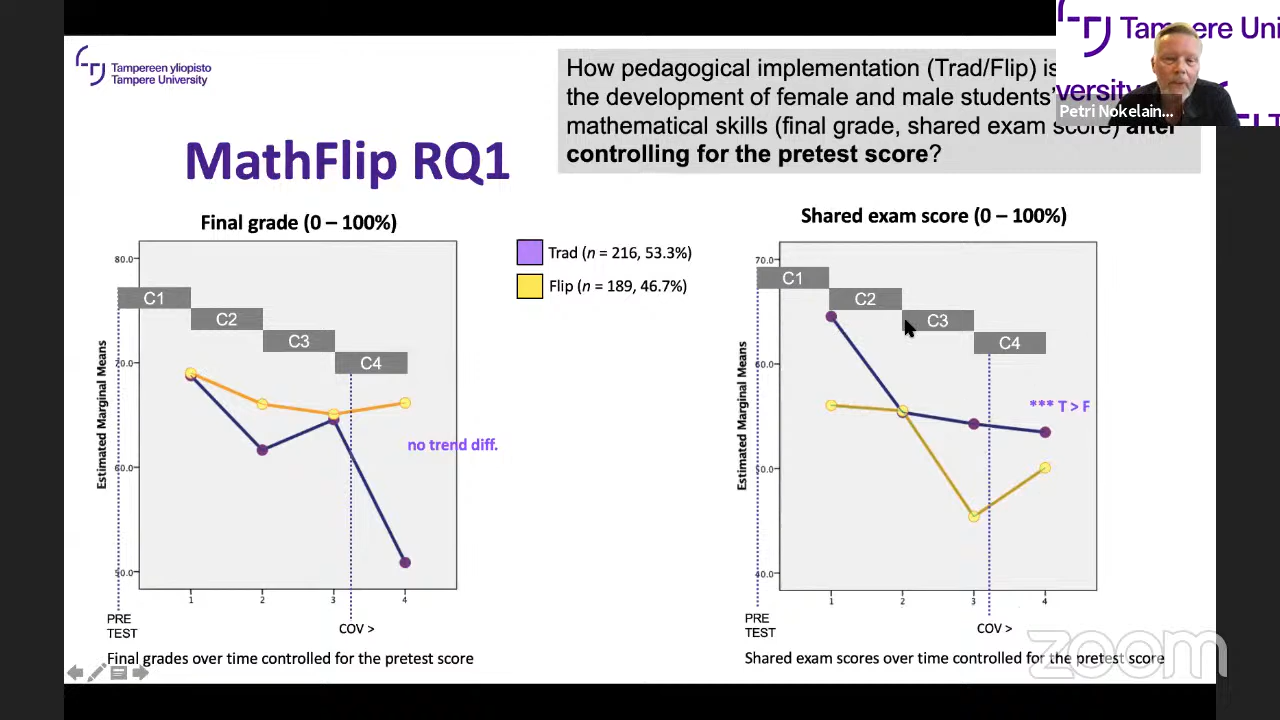 Tampereen yliopisto
Tampere University
How pedagogical implementation (Trad/Flip) is
the development of female and male students'
mathematical skills (final grade, shared exam score) after
controlling for the pretest score?
Tampere Uni
versity
Petri Nokelain...
MathFlip RQ1
Final grade (0 – 100%)
80.0
C1
C2
C3
C4
70.0
60.0
50.0
Estimated Marginal Means
no trend diff.
1 2 3 4
PRE
TEST
COV >
Final grades over time controlled for the pretest score
Trad (n = 216, 53.3%)
Flip (n = 189, 46.7%)
Shared exam score (0 – 100%)
70.0
C1
C2
C3
C4
60.0
50.0
40.0
Estimated Marginal Means
*** T > F
1 2 3 4
PRE
TEST
COV >
Shared exam scores over time controlled for the pretest score
zoom